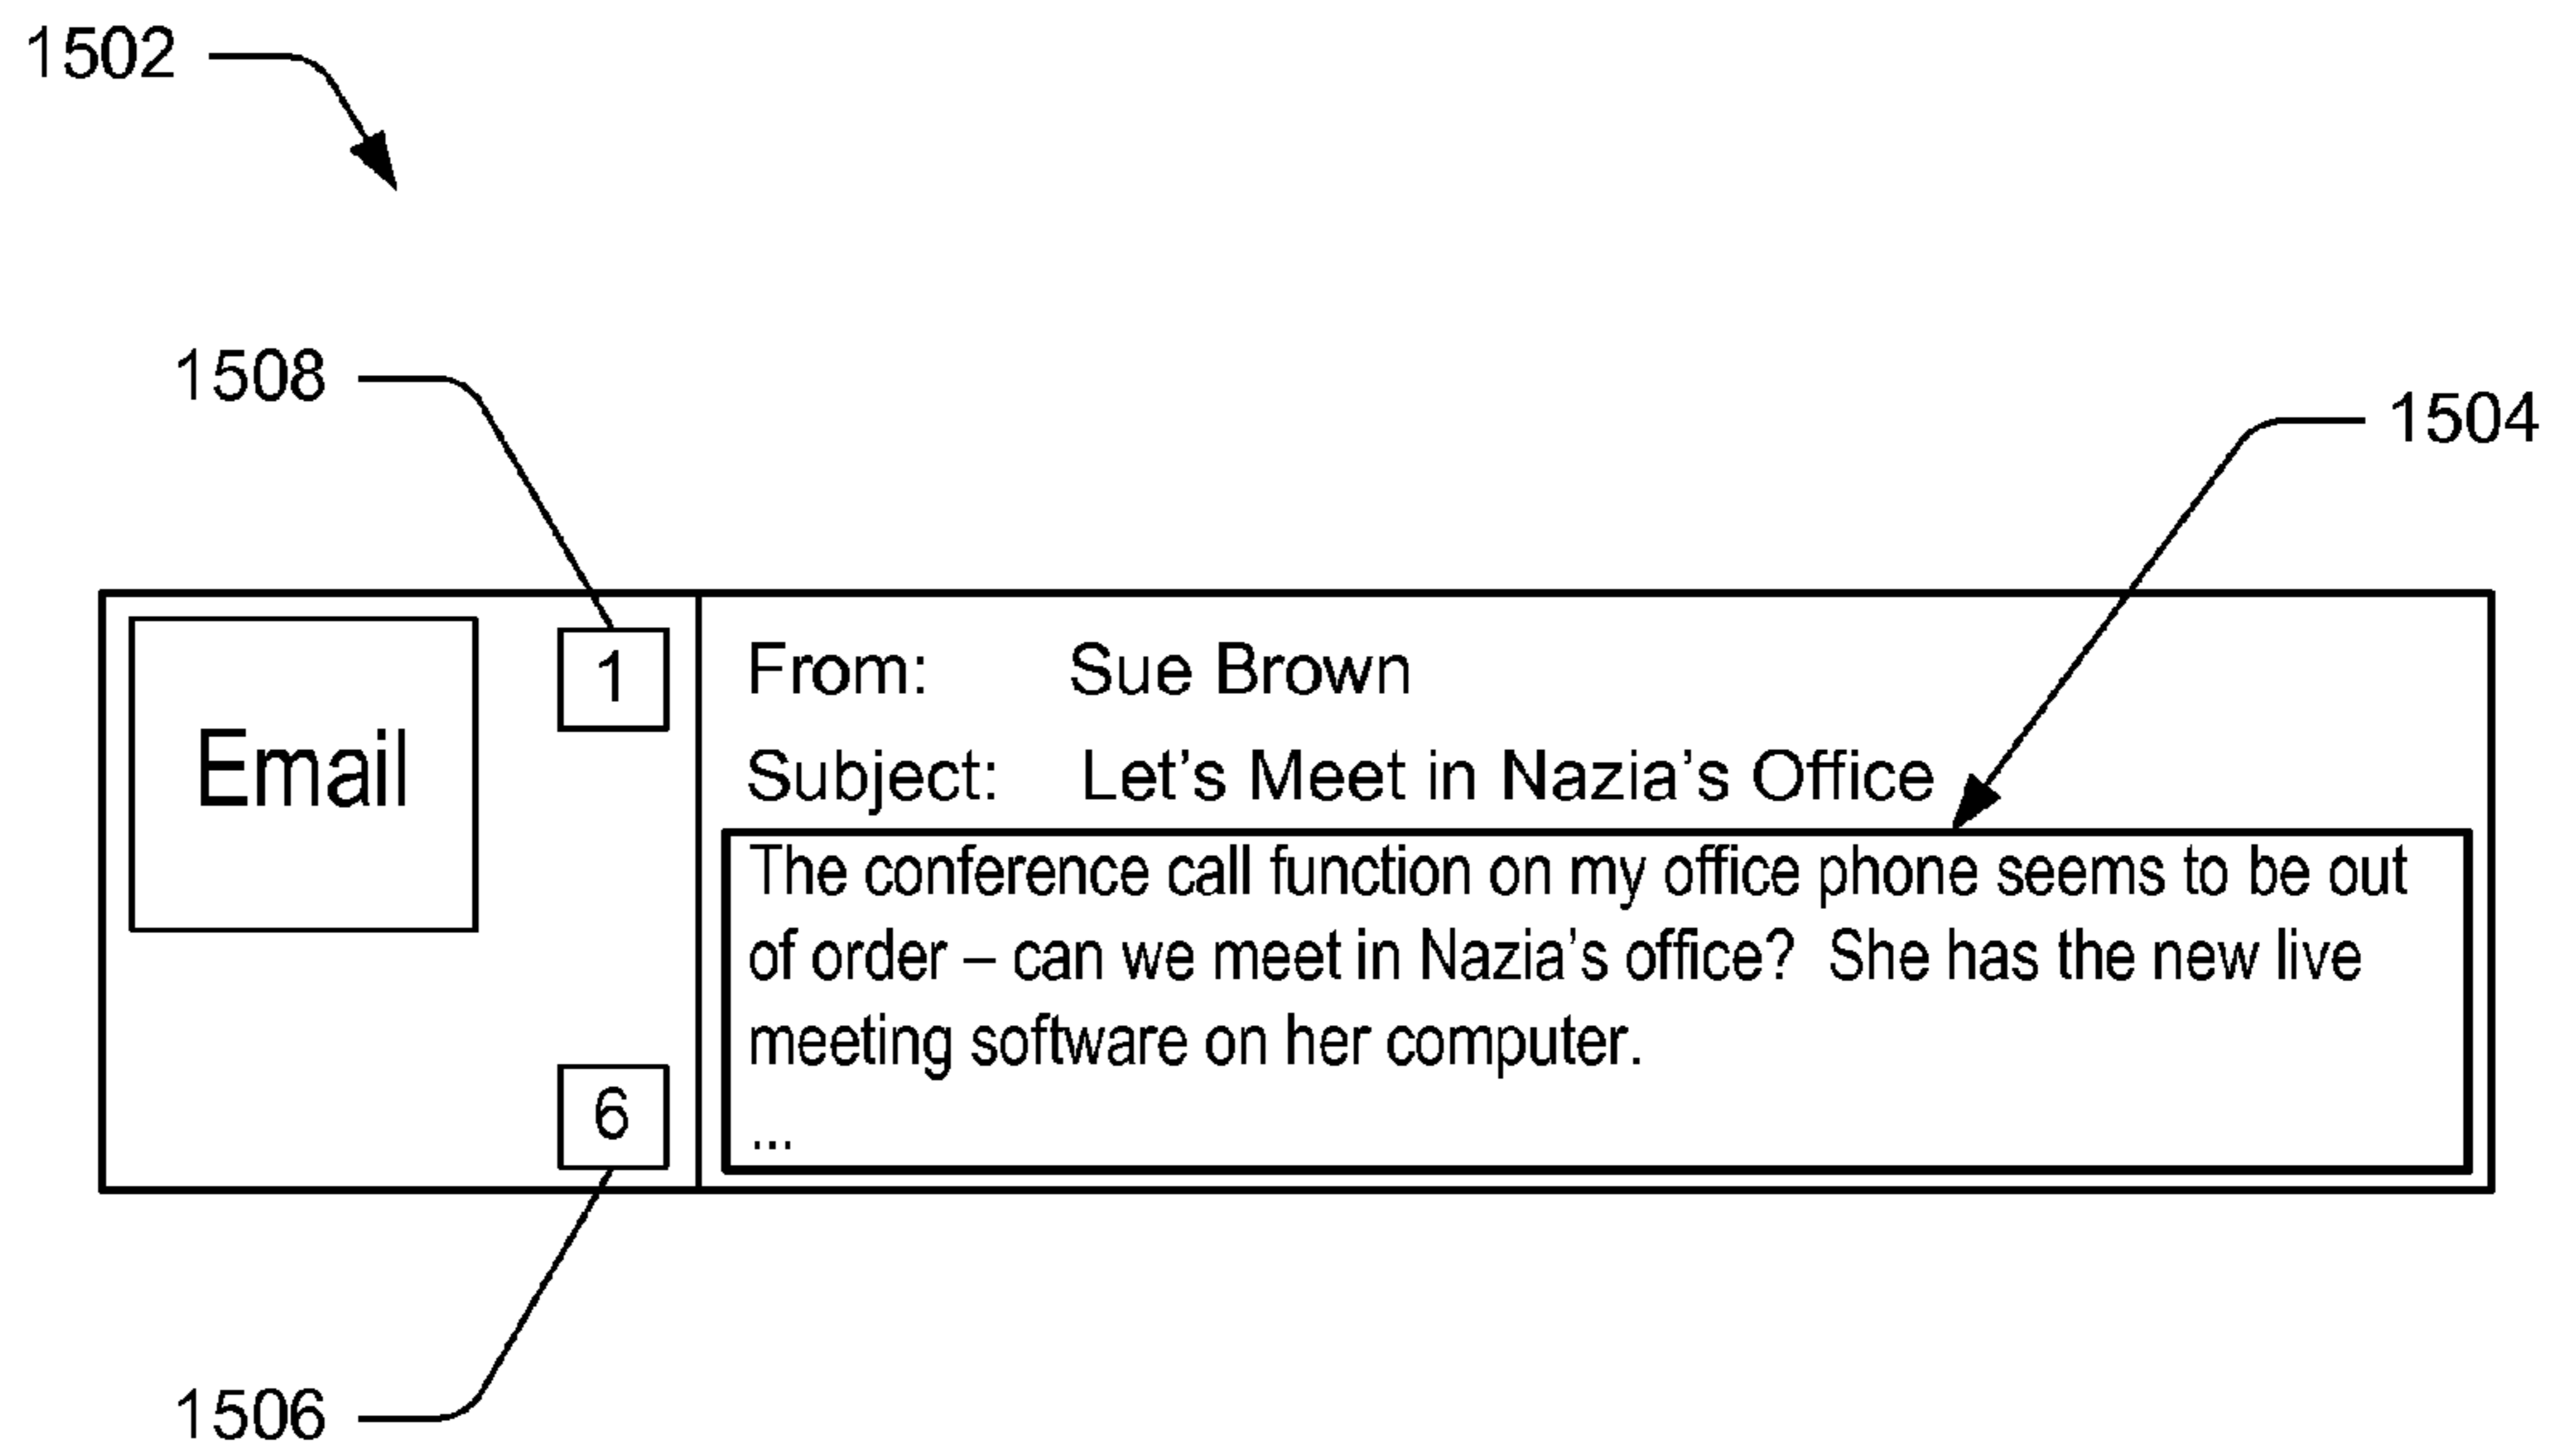 1502
1508
1504
1
From: Sue Brown
Email
Subject: Let's Meet in Nazia's Office
The conference call function on my office phone seems to be out
of order – can we meet in Nazia's office?  She has the new live
meeting software on her computer.
6
...
1506